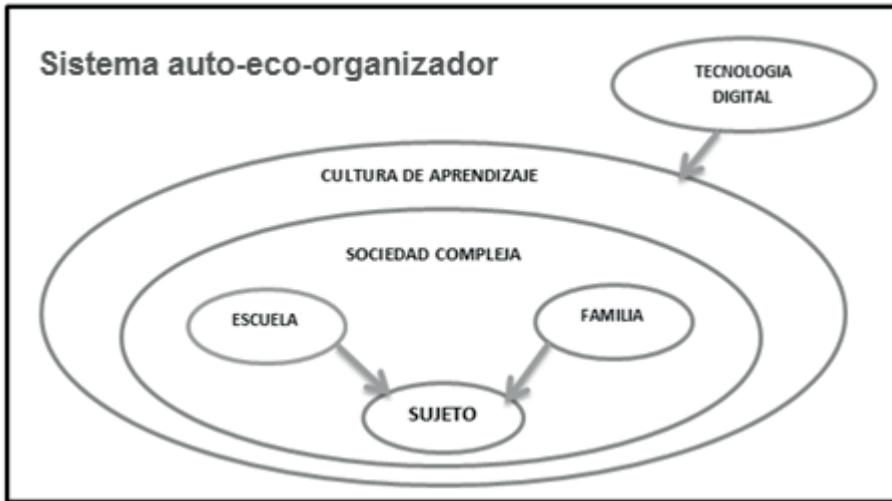 Sistema auto-eco-organizador
TECNOLOGIA
DIGITAL
CULTURA DE APRENDIZAJE
SOCIEDAD COMPLEJA
ESCUELA
FAMILIA
SUJETO